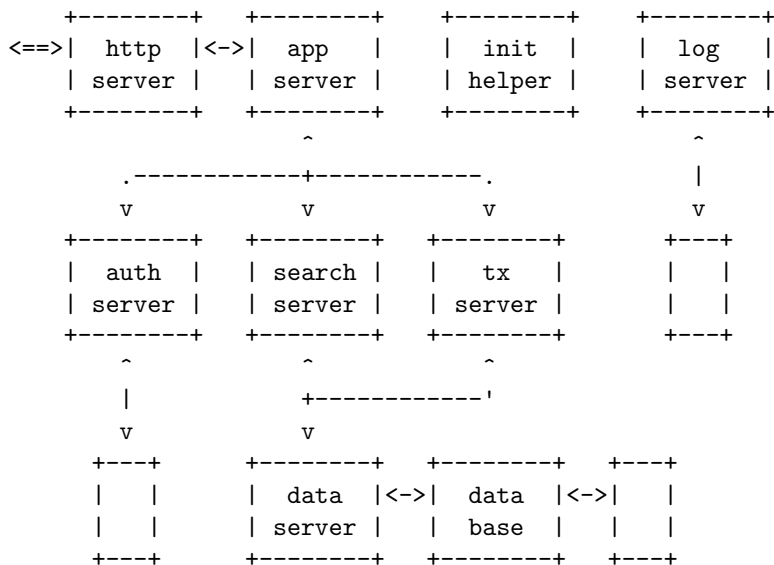 http app init log
server server helper server
auth search tx
server server server
data data
server base